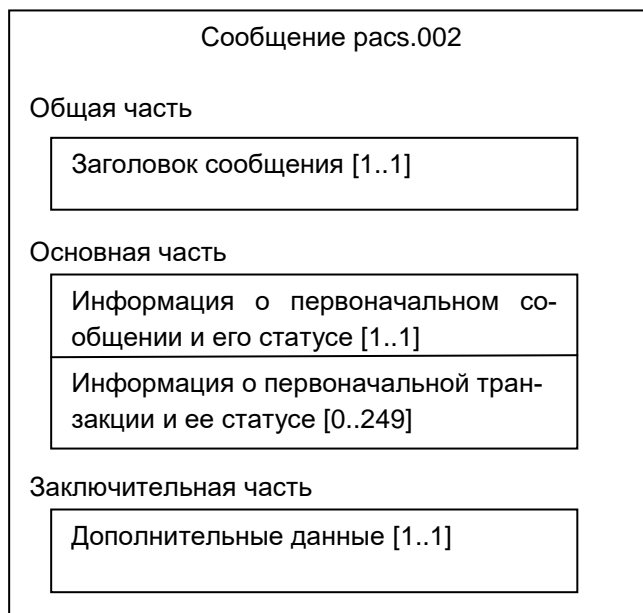 Сообщение pacs.002
Общая часть
Заголовок сообщения [1..1]
Основная часть
Информация о первоначальном со-
общении и его статусе [1..1]
Информация о первоначальной тран-
закции и ее статусе [0..249]
Заключительная часть
Дополнительные данные [1..1]